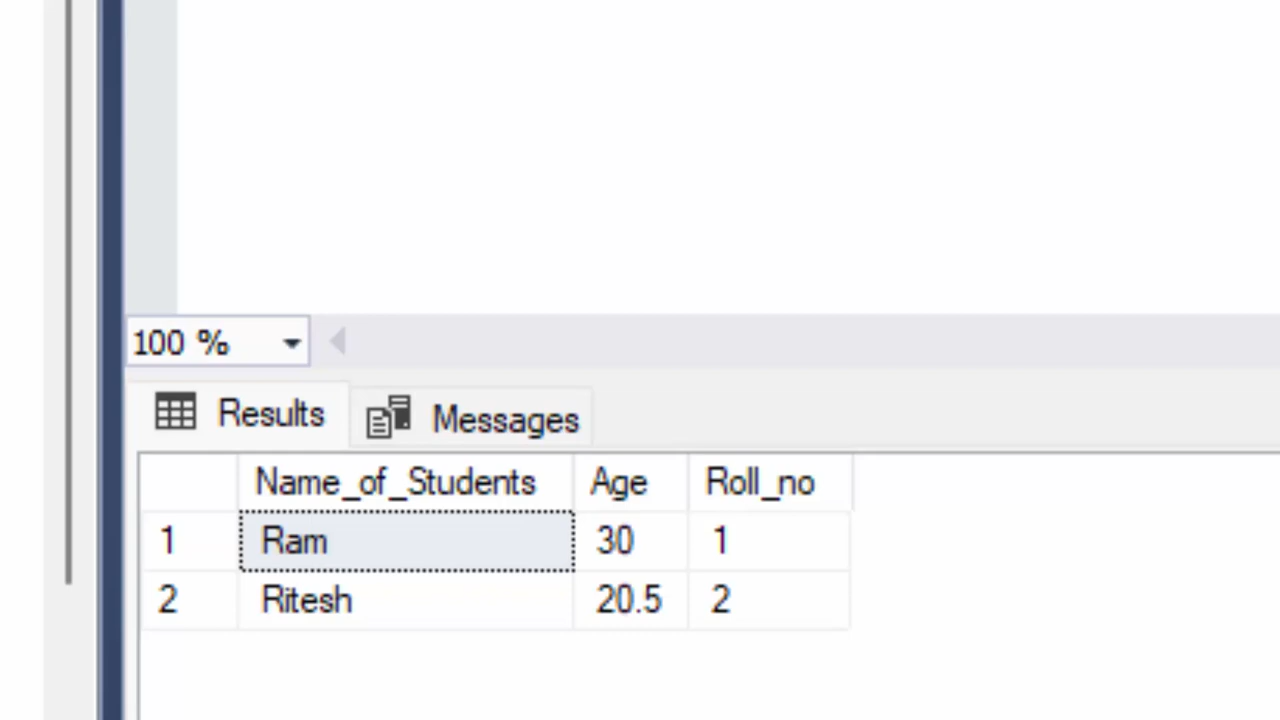 100 %
Results Messages
Name_of_Students Age Roll_no
1 Ram 30 1
2 Ritesh 20.5 2